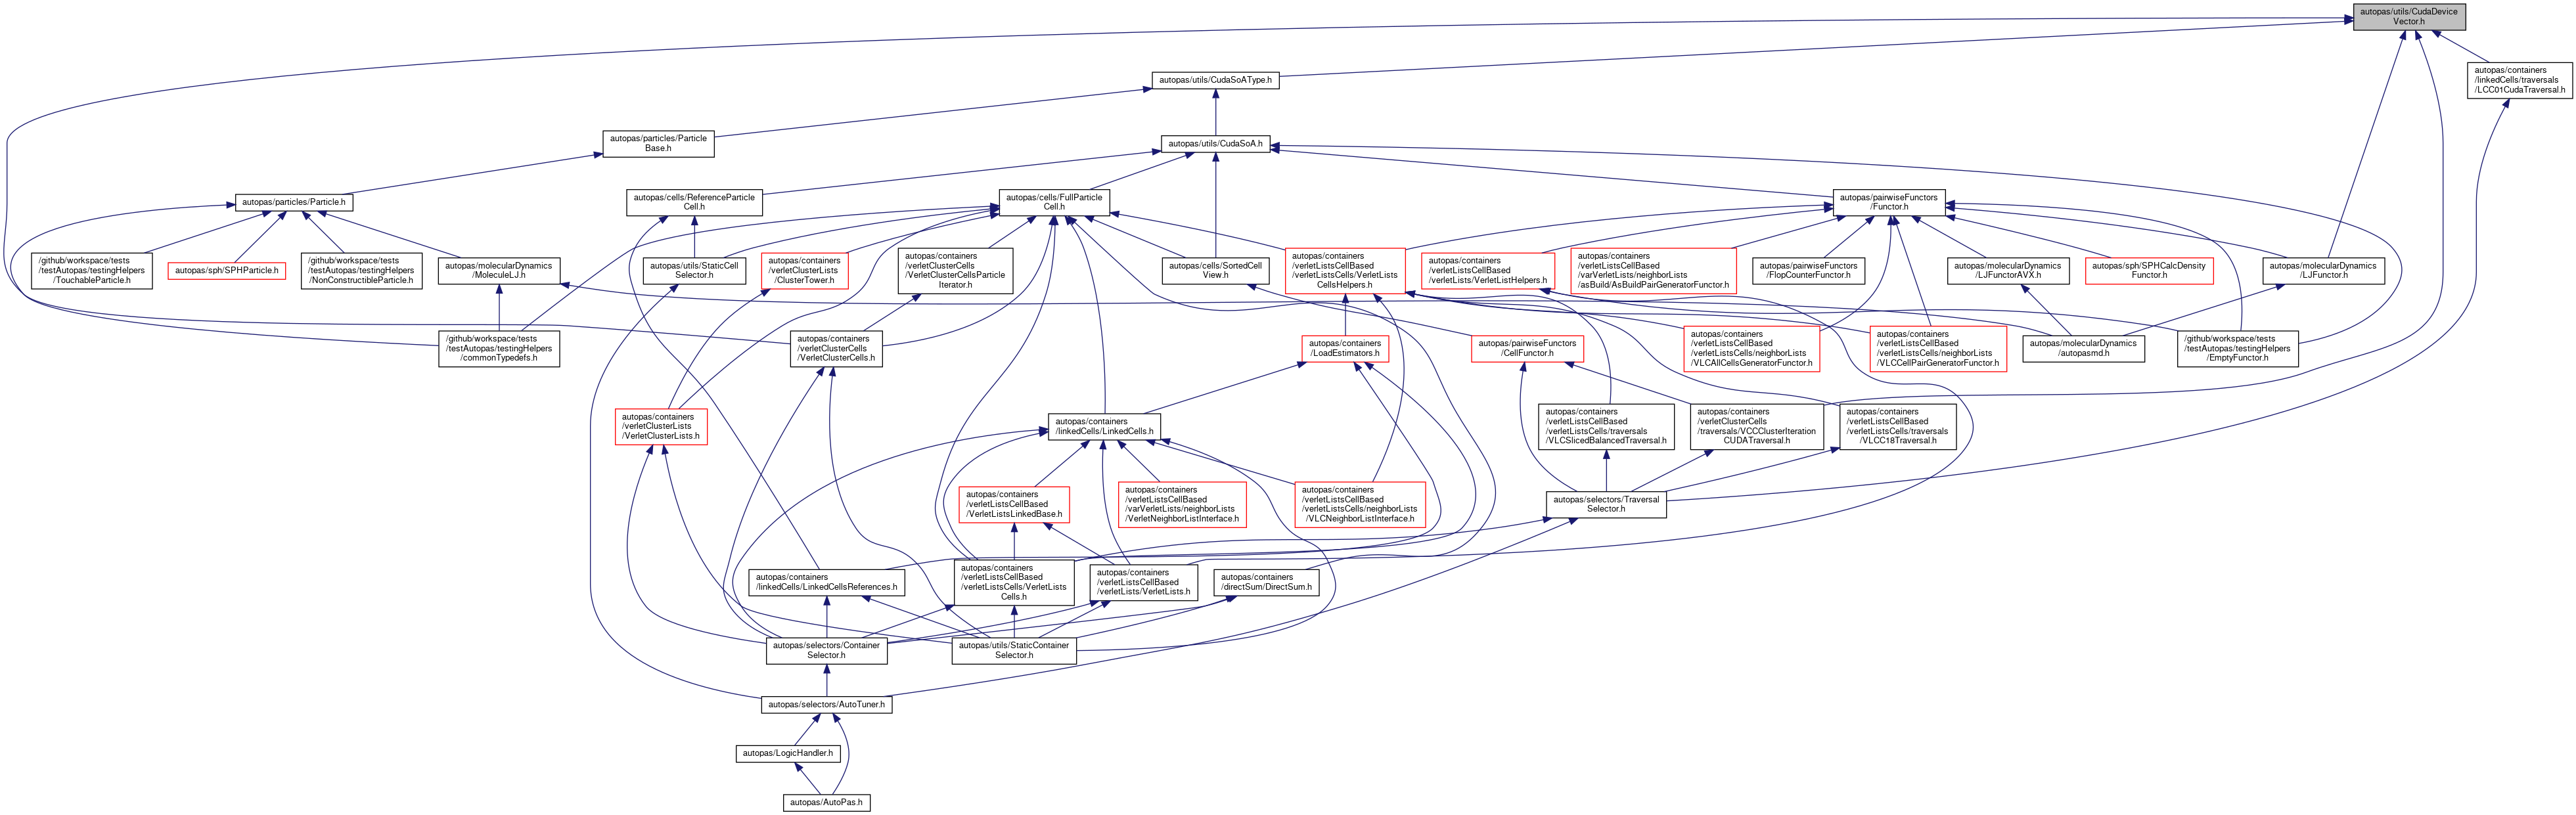 autopas/utils/CudaDevice
Vector.h
autopas/utils/CudaSoAType.h
autopas/containers
/linkedCells/traversals
/LCC01CudaTraversal.h
autopas/particles/Particle
Base.h
autopas/utils/CudaSoA.h
autopas/particles/Particle.h
autopas/cells/ReferenceParticle
Cell.h
autopas/cells/FullParticle
Cell.h
autopas/pairwiseFunctors
/Functor.h
/github/workspace/tests
/testAutopas/testingHelpers
/TouchableParticle.h
autopas/sph/SPHParticle.h
/github/workspace/tests
/testAutopas/testingHelpers
/NonConstructibleParticle.h
autopas/molecularDynamics
/MoleculeLJ.h
autopas/utils/StaticCell
Selector.h
autopas/containers
/verletClusterLists
/ClusterTower.h
autopas/containers
/verletClusterCells
/VerletClusterCellsParticle
Iterator.h
autopas/cells/SortedCell
View.h
autopas/containers
/verletListsCellBased
/verletListsCells/VerletLists
CellsHelpers.h
autopas/containers
/verletListsCellBased
/verletLists/VerletListHelpers.h
autopas/containers
/verletListsCellBased
/varVerletLists/neighborLists
/asBuild/AsBuildPairGeneratorFunctor.h
autopas/pairwiseFunctors
/FlopCounterFunctor.h
autopas/molecularDynamics
/LJFunctorAVX.h
autopas/sph/SPHCalcDensity
Functor.h
autopas/molecularDynamics
/LJFunctor.h
/github/workspace/tests
/testAutopas/testingHelpers
/commonTypedefs.h
autopas/containers
/verletClusterCells
/VerletClusterCells.h
autopas/containers
/LoadEstimators.h
autopas/pairwiseFunctors
/CellFunctor.h
autopas/containers
/verletListsCellBased
/verletListsCells/neighborLists
/VLCAllCellsGeneratorFunctor.h
autopas/containers
/verletListsCellBased
/verletListsCells/neighborLists
/VLCCellPairGeneratorFunctor.h
autopas/molecularDynamics
/autopasmd.h
/github/workspace/tests
/testAutopas/testingHelpers
/EmptyFunctor.h
autopas/containers
/verletClusterLists
/VerletClusterLists.h
autopas/containers
/linkedCells/LinkedCells.h
autopas/containers
/verletListsCellBased
/verletListsCells/traversals
/VLCSlicedBalancedTraversal.h
autopas/containers
/verletClusterCells
/traversals/VCCClusterIteration
CUDATraversal.h
autopas/containers
/verletListsCellBased
/verletListsCells/traversals
/VLCC18Traversal.h
autopas/containers
/verletListsCellBased
/VerletListsLinkedBase.h
autopas/containers
/verletListsCellBased
/varVerletLists/neighborLists
/VerletNeighborListInterface.h
autopas/containers
/verletListsCellBased
/verletListsCells/neighborLists
/VLCNeighborListInterface.h
autopas/selectors/Traversal
Selector.h
autopas/containers
/linkedCells/LinkedCellsReferences.h
autopas/containers
/verletListsCellBased
/verletListsCells/VerletLists
Cells.h
autopas/containers
/verletListsCellBased
/verletLists/VerletLists.h
autopas/containers
/directSum/DirectSum.h
autopas/selectors/Container
Selector.h
autopas/utils/StaticContainer
Selector.h
autopas/selectors/AutoTuner.h
autopas/LogicHandler.h
autopas/AutoPas.h